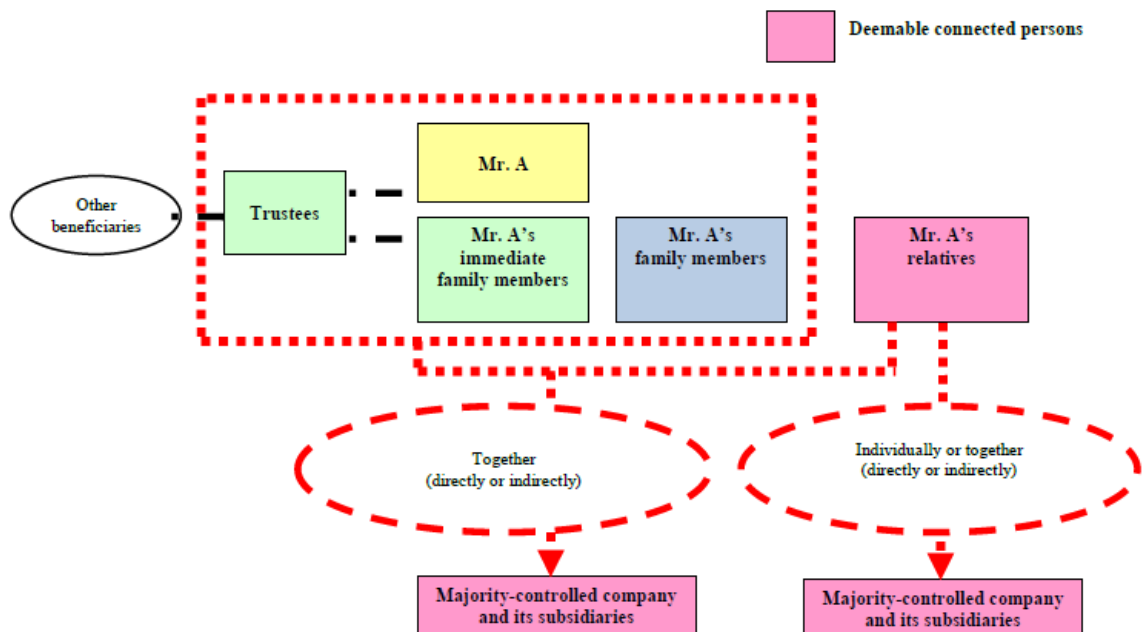 Deemable connected persons
Mr. A
Other
beneficiaries
Trustees
Mr. A’s
immediate
family members
Mr. A’s
family members
Mr. A’s
relatives
Together
(directly or indirectly)
Individually or together
(directly or indirectly)
Majority-controlled company
and its subsidiaries
Majority-controlled company
and its subsidiaries